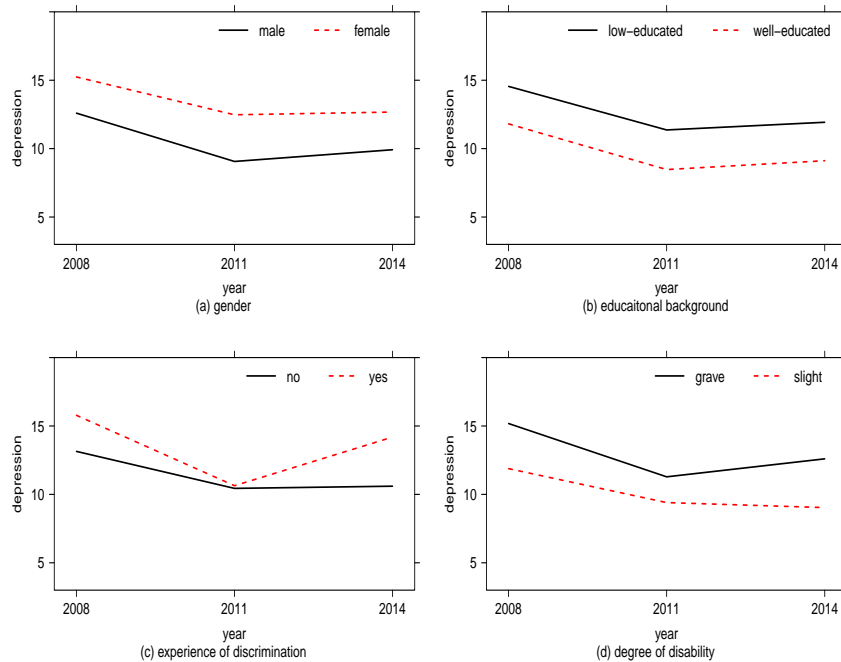 male female
depression
15
10
5
2008 2011 2014
year
(a) gender
low-educated well-educated
depression
15
10
5
2008 2011 2014
year
(b) educaitonal background
no yes
depression
15
10
5
2008 2011 2014
year
(c) experience of discrimination
grave slight
depression
15
10
5
2008 2011 2014
year
(d) degree of disability